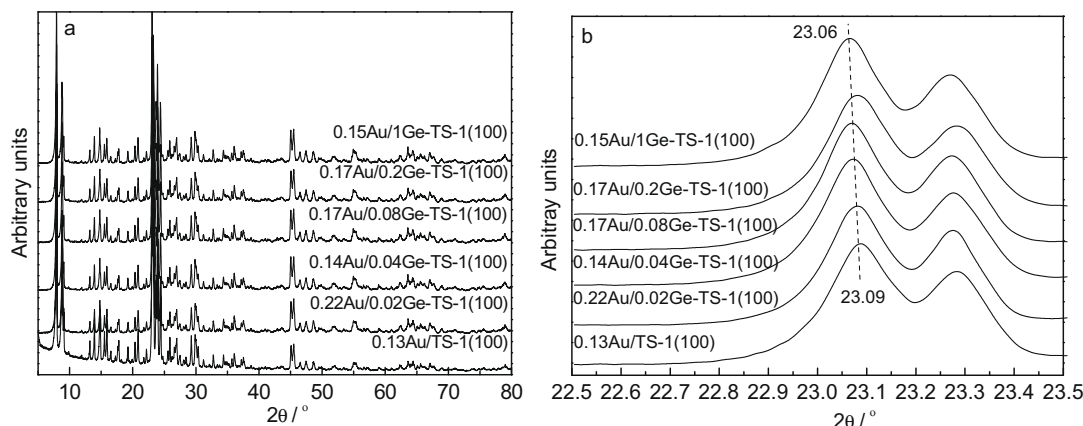 a
0.15Au/1Ge-TS-1(100)
0.17Au/0.2Ge-TS-1(100)
0.17Au/0.08Ge-TS-1(100)
0.14Au/0.04Ge-TS-1(100)
0.22Au/0.02Ge-TS-1(100)
0.13Au/TS-1(100)
Arbitrary units
10 20 30 40 50 60 70 80
2θ / °
b
23.06
0.15Au/1Ge-TS-1(100)
0.17Au/0.2Ge-TS-1(100)
0.17Au/0.08Ge-TS-1(100)
0.14Au/0.04Ge-TS-1(100)
0.22Au/0.02Ge-TS-1(100)
23.09
0.13Au/TS-1(100)
Arbitray units
22.5 22.6 22.7 22.8 22.9 23.0 23.1 23.2 23.3 23.4 23.5
2θ / °